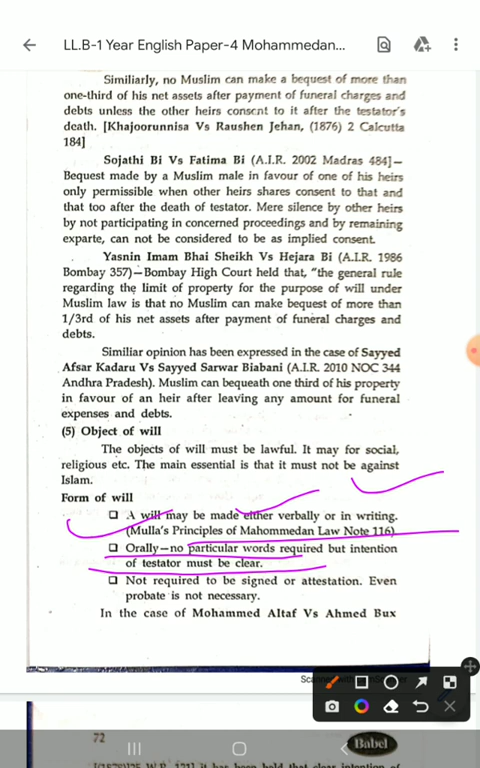 LL.B-1 Year English Paper-4 Mohammedan...
Similiarly, no Muslim can make a bequest of more than
one-third of his net assets after payment of funeral charges and
debts unless the other heirs consent to it after the testator's
death. [Khajoorunnisa Vs Raushen Jehan, (1876) 2 Calcutta
184]
Sojathi Bi Vs Fatima Bi (A.I.R. 2002 Madras 484)–
Bequest made by a Muslim male in favour of one of his heirs
only permissible when other heirs shares consent to that and
that too after the death of testator. Mere silence by other heirs
by not participating in concerned proceedings and by remaining
exparte, can not be considered to be as implied consent.
Yasnin Imam Bhai Sheikh Vs Hejara Bi (A.I.R. 1986
Bombay 357)–Bombay High Court held that, "the general rule
regarding the limit of property for the purpose of will under
Muslim law is that no Muslim can make bequest of more than
1/3rd of his net assets after payment of funeral charges and
debts.
Similiar opinion has been expressed in the case of Sayyed
Afsar Kadaru Vs Sayyed Sarwar Biabani (A.I.R. 2010 NOC 344
Andhra Pradesh). Muslim can bequeath one third of his property
in favour of an heir after leaving any amount for funeral
expenses and debts.
(5) Object of will
The objects of will must be lawful. It may for social,
religious etc. The main essential is that it must not be against
Islam.
Form of will
A will may be made either verbally or in writing.
(Mulla's Principles of Mahommedan Law Note 116)
Orally–no particular words required but intention
of testator must be clear.
Not required to be signed or attestation. Even
probate is not necessary.
In the case of Mohammed Altaf Vs Ahmed Bux
72
Babel